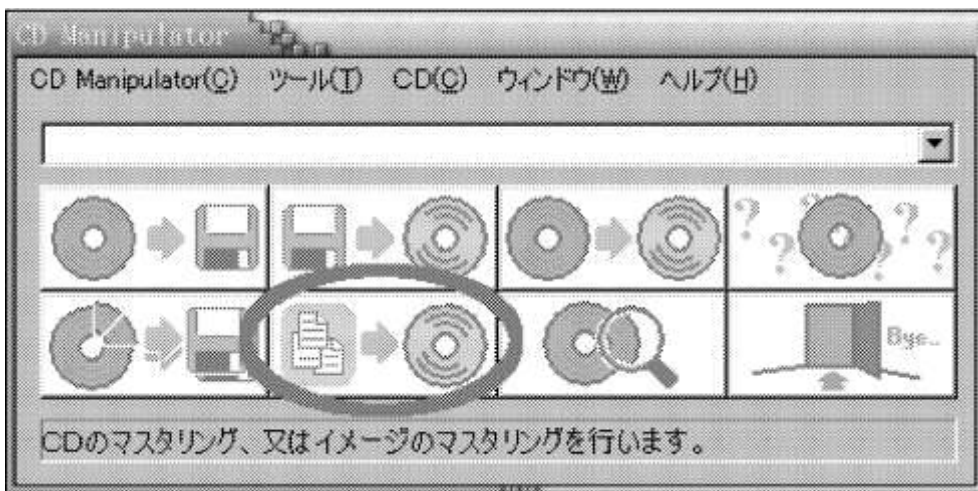 CD Manipulator
CD Manipulator(C) ツール(T) CD(C) ウィンドウ(W) ヘルプ(H)
? ? ? ?
Bye..
CDのマスタリング、又はイメージのマスタリングを行います。